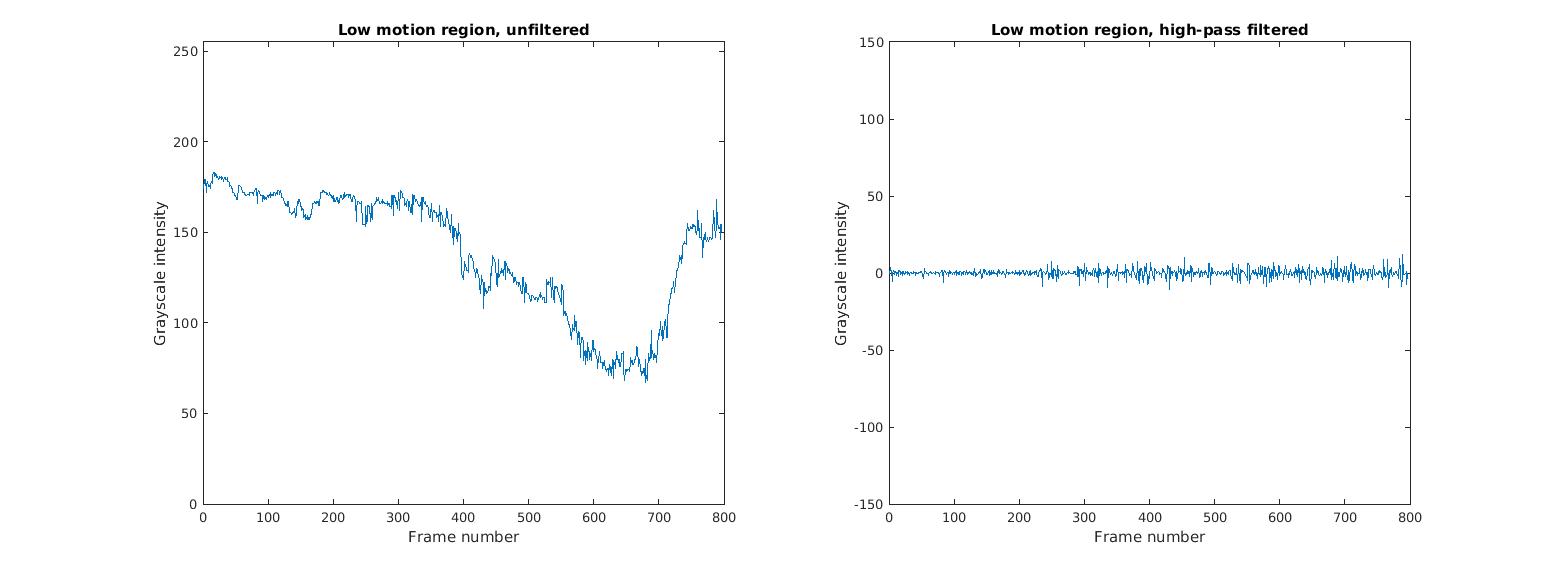 Low motion region, unfiltered
250
200
150
100
50
0
0 100 200 300 400 500 600 700 800
Grayscale intensity
Frame number
Low motion region, high-pass filtered
150
100
50
0
-50
-100
-150
0 100 200 300 400 500 600 700 800
Grayscale intensity
Frame number